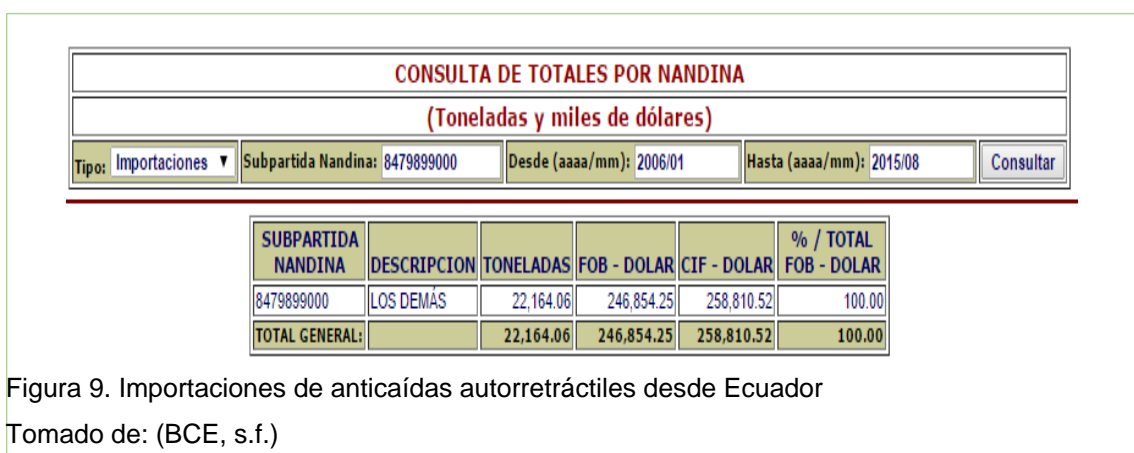 CONSULTA DE TOTALES POR NANDINA
(Toneladas y miles de dólares)
Tipo: Importaciones ▼ Subpartida Nandina: 8479899000 Desde (aaaa/mm): 2006/01 Hasta (aaaa/mm): 2015/08 Consultar
SUBPARTIDA NANDINA DESCRIPCION TONELADAS FOB - DOLAR CIF - DOLAR % / TOTAL FOB - DOLAR
8479899000 LOS DEMÁS 22,164.06 246,854.25 258,810.52 100.00
TOTAL GENERAL: 22,164.06 246,854.25 258,810.52 100.00
Figura 9. Importaciones de anticaídas autorretráctiles desde Ecuador
Tomado de: (BCE, s.f.)